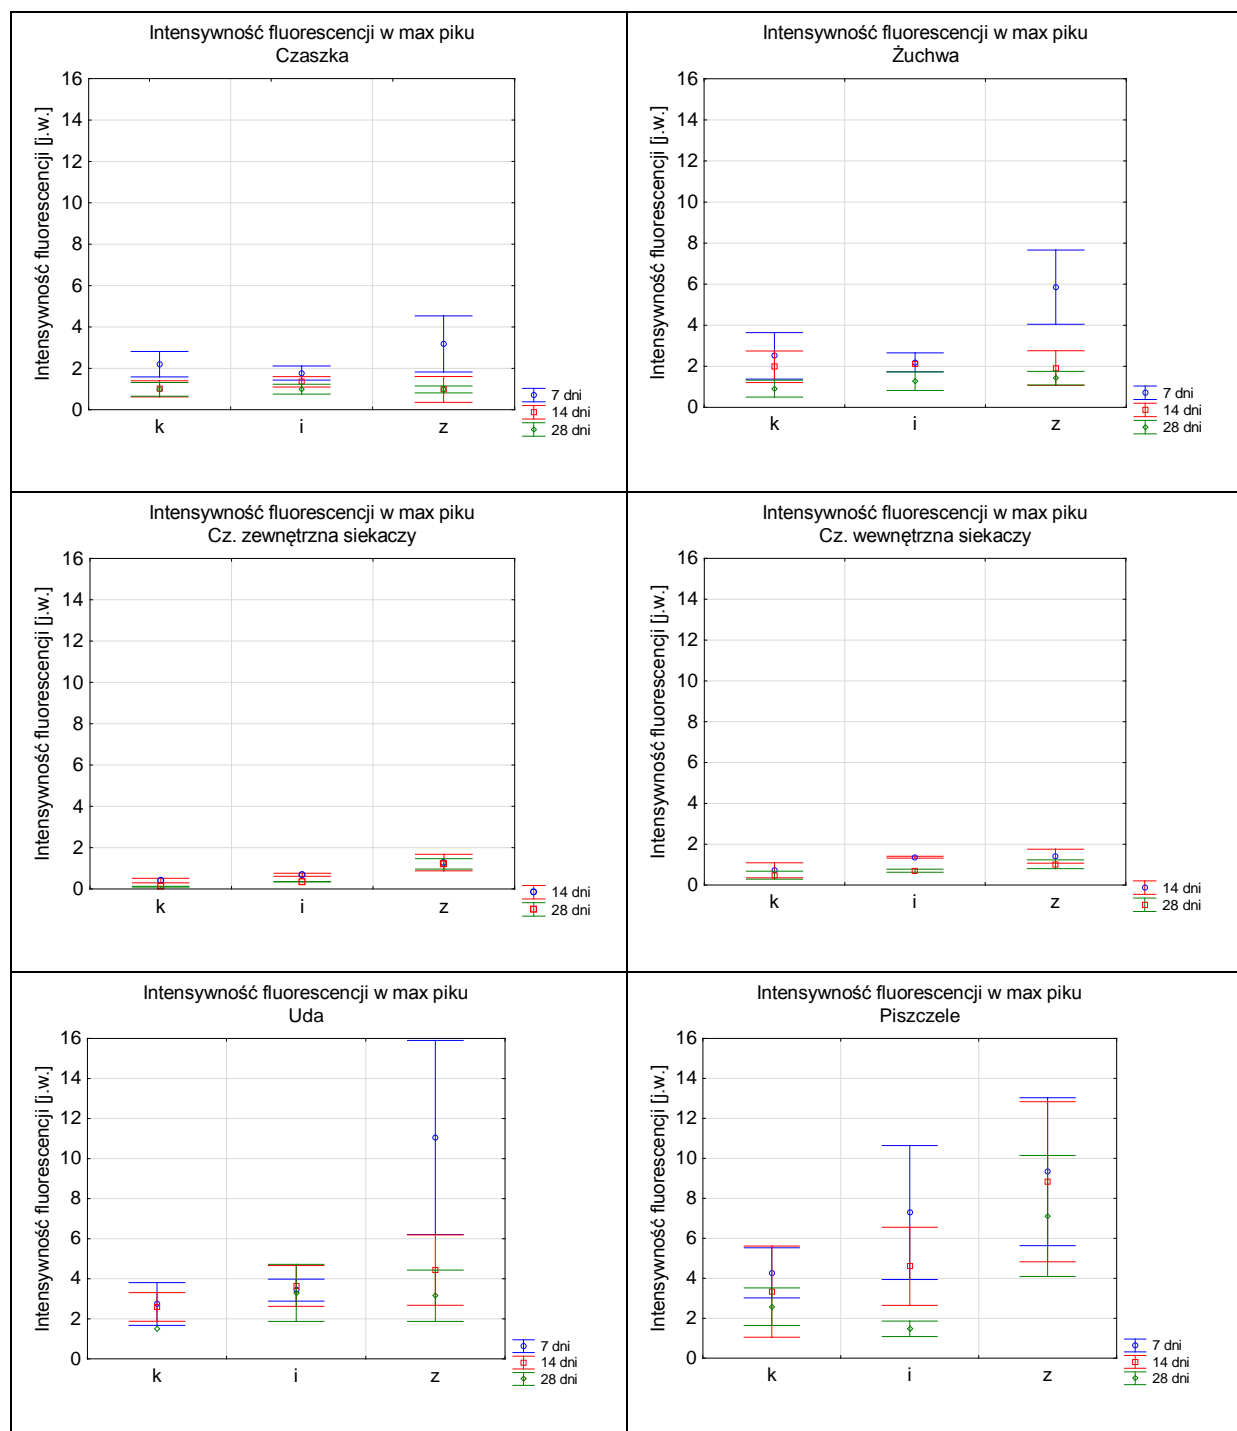 Intensywność fluorescencji w max piku
Czaszka
Intensywność fluorescencji [j.w.]
16
14
12
10
8
6
4
2
0
k i z
7 dni
14 dni
28 dni
Intensywność fluorescencji w max piku
Żuchwa
Intensywność fluorescencji [j.w.]
16
14
12
10
8
6
4
2
0
k i z
7 dni
14 dni
28 dni
Intensywność fluorescencji w max piku
Cz. zewnętrzna siekaczy
Intensywność fluorescencji [j.w.]
16
14
12
10
8
6
4
2
0
k i z
14 dni
28 dni
Intensywność fluorescencji w max piku
Cz. wewnętrzna siekaczy
Intensywność fluorescencji [j.w.]
16
14
12
10
8
6
4
2
0
k i z
14 dni
28 dni
Intensywność fluorescencji w max piku
Uda
Intensywność fluorescencji [j.w.]
16
14
12
10
8
6
4
2
0
k i z
7 dni
14 dni
28 dni
Intensywność fluorescencji w max piku
Piszczele
Intensywność fluorescencji [j.w.]
16
14
12
10
8
6
4
2
0
k i z
7 dni
14 dni
28 dni